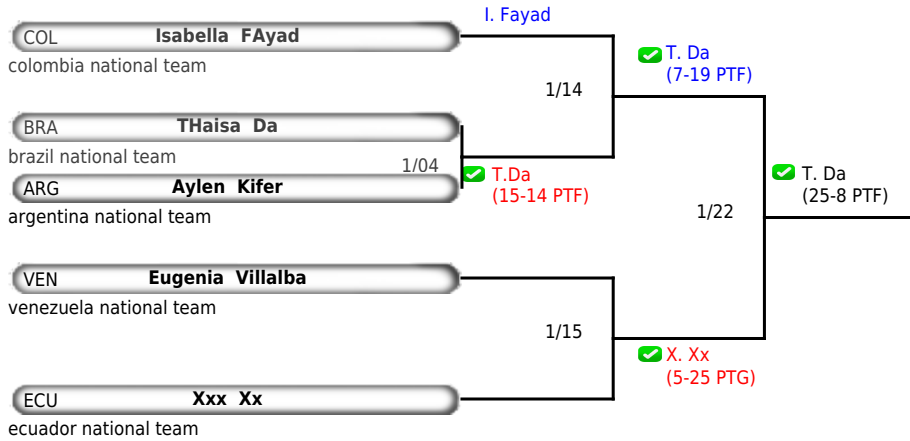 I. Fayad
COL Isabella FAyad
colombia national team
T. Da
(7-19 PTF)
1/14
BRA THaisa Da
brazil national team
1/04
T.Da
(15-14 PTF)
ARG Aylen Kifer
argentina national team
T. Da
(25-8 PTF)
1/22
VEN Eugenia Villalba
venezuela national team
1/15
X. Xx
(5-25 PTG)
ECU Xxx Xx
ecuador national team